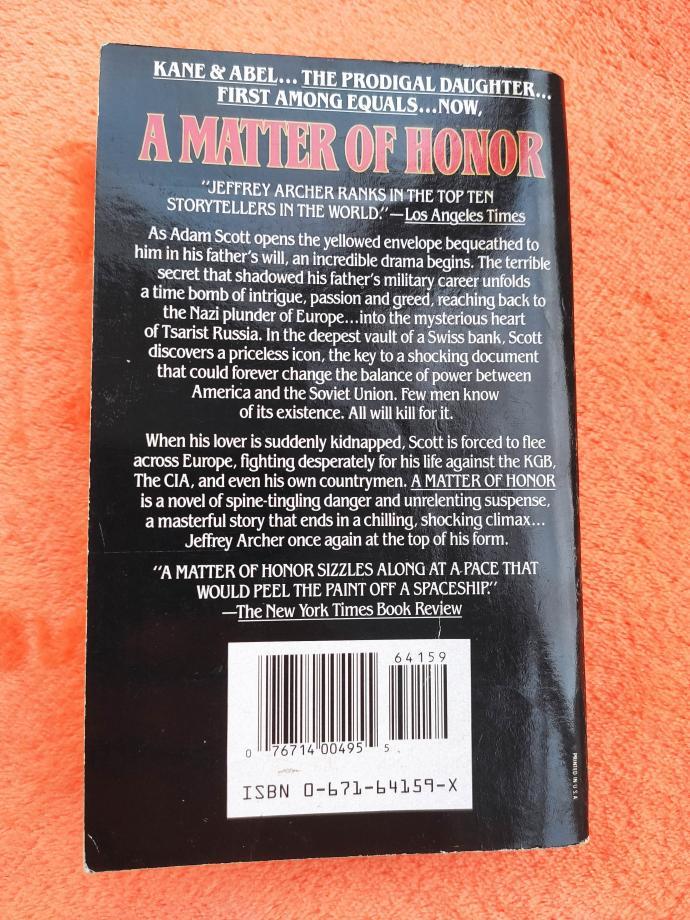 KANE & ABEL... THE PRODIGAL DAUGHTER...
FIRST AMONG EQUALS...NOW,
A MATTER OF HONOR
"JEFFREY ARCHER RANKS IN THE TOP TEN
STORYTELLERS IN THE WORLD."—Los Angeles Times
As Adam Scott opens the yellowed envelope bequeathed to
him in his father's will, an incredible drama begins. The terrible
secret that shadowed his father's military career unfolds
a time bomb of intrigue, passion and greed, reaching back to
the Nazi plunder of Europe...into the mysterious heart
of Tsarist Russia. In the deepest vault of a Swiss bank, Scott
discovers a priceless icon, the key to a shocking document
that could forever change the balance of power between
America and the Soviet Union. Few men know
of its existence. All will kill for it.
When his lover is suddenly kidnapped, Scott is forced to flee
across Europe, fighting desperately for his life against the KGB,
The CIA, and even his own countrymen. A MATTER OF HONOR
is a novel of spine-tingling danger and unrelenting suspense,
a masterful story that ends in a chilling, shocking climax...
Jeffrey Archer once again at the top of his form.
"A MATTER OF HONOR SIZZLES ALONG AT A PACE THAT
WOULD PEEL THE PAINT OFF A SPACESHIP."
—The New York Times Book Review
64159
0 76714 00495 5
ISBN 0-671-64159-X
PRINTED IN U.S.A.